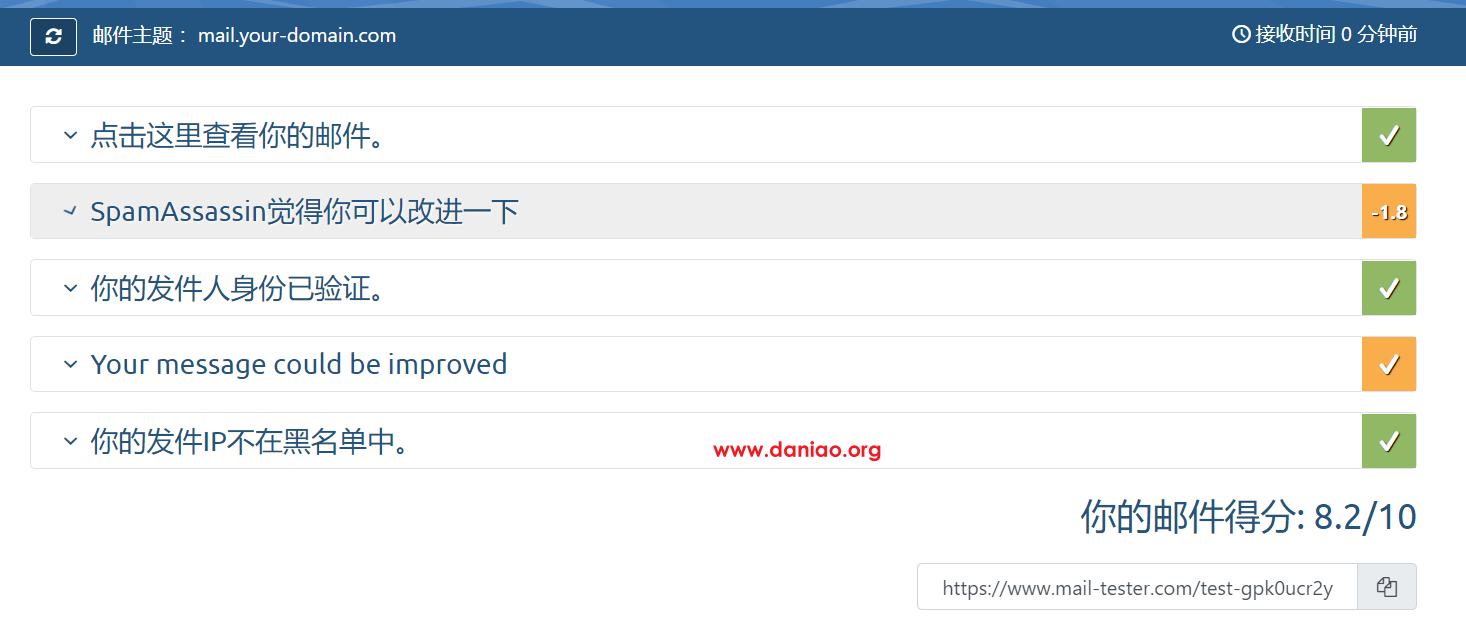 邮件主题： mail.your-domain.com
接收时间 0 分钟前
点击这里查看你的邮件。
SpamAssassin觉得你可以改进一下
-1.8
你的发件人身份已验证。
Your message could be improved
你的发件IP不在黑名单中。
www.daniao.org
你的邮件得分: 8.2/10
https://www.mail-tester.com/test-gpk0ucr2y